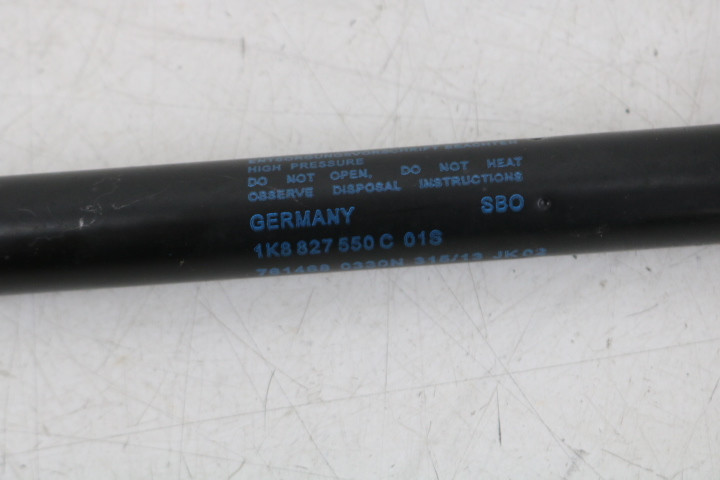 HIGH PRESSURE
DO NOT OPEN, DO NOT HEAT
OBSERVE DISPOSAL INSTRUCTIONS
GERMANY SBO
1K8 827 550 C 01S